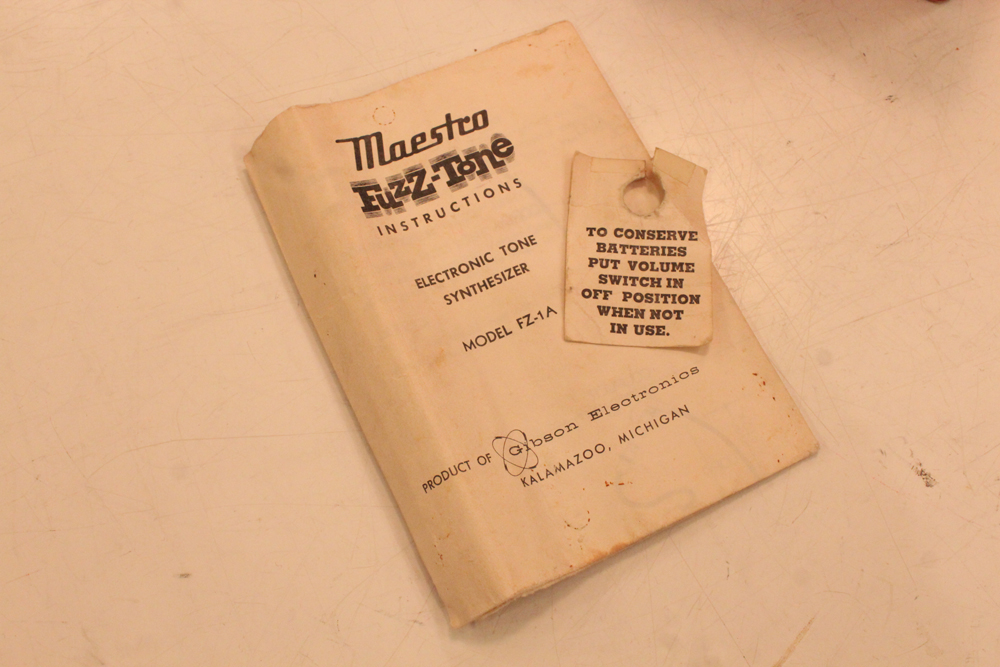 Maestro
FuzZ-Tone
INSTRUCTIONS
ELECTRONIC TONE
SYNTHESIZER
MODEL FZ-1A
PRODUCT OF Gibson Electronics
KALAMAZOO, MICHIGAN
TO CONSERVE
BATTERIES
PUT VOLUME
SWITCH IN
OFF POSITION
WHEN NOT
IN USE.